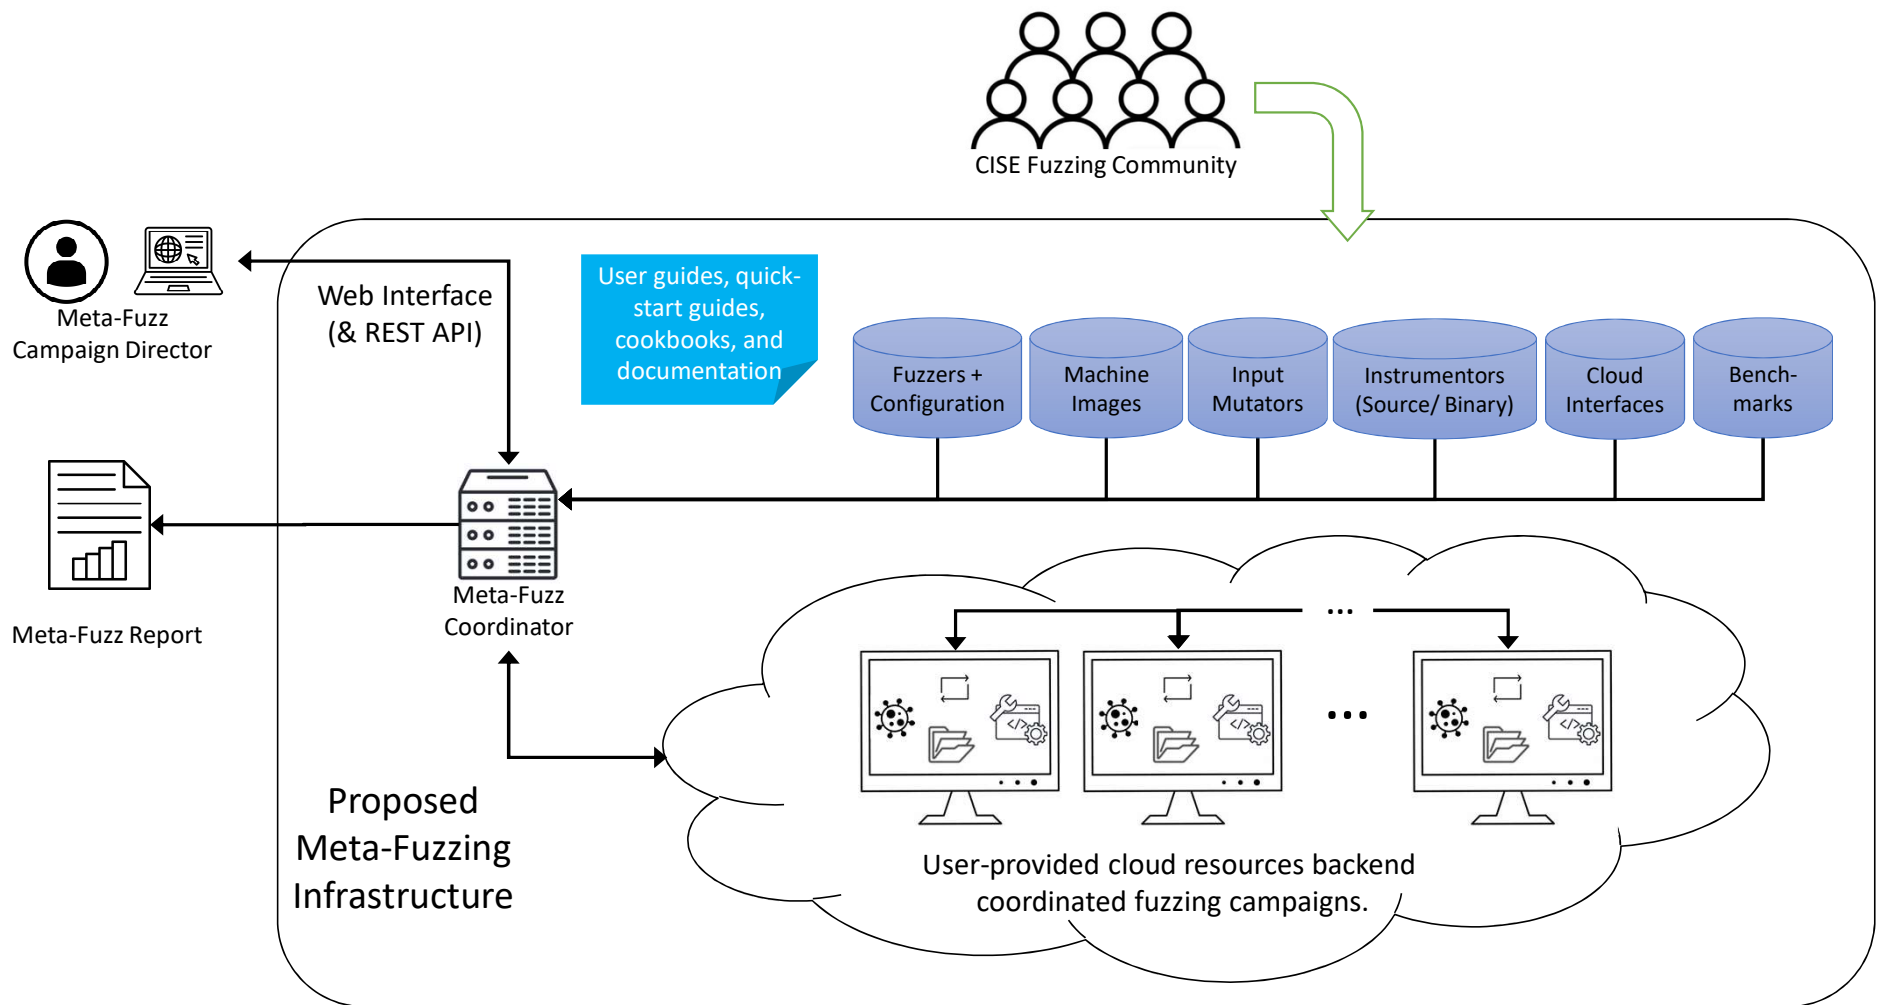 CISE Fuzzing Community
Meta-Fuzz
Campaign Director
Web Interface
(& REST API)
User guides, quick-
start guides,
cookbooks, and
documentation
Fuzzers +
Configuration
Machine
Images
Input
Mutators
Instrumentors
(Source/ Binary)
Cloud
Interfaces
Bench-
marks
Meta-Fuzz Report
Meta-Fuzz
Coordinator
...
...
Proposed
Meta-Fuzzing
Infrastructure
User-provided cloud resources backend
coordinated fuzzing campaigns.